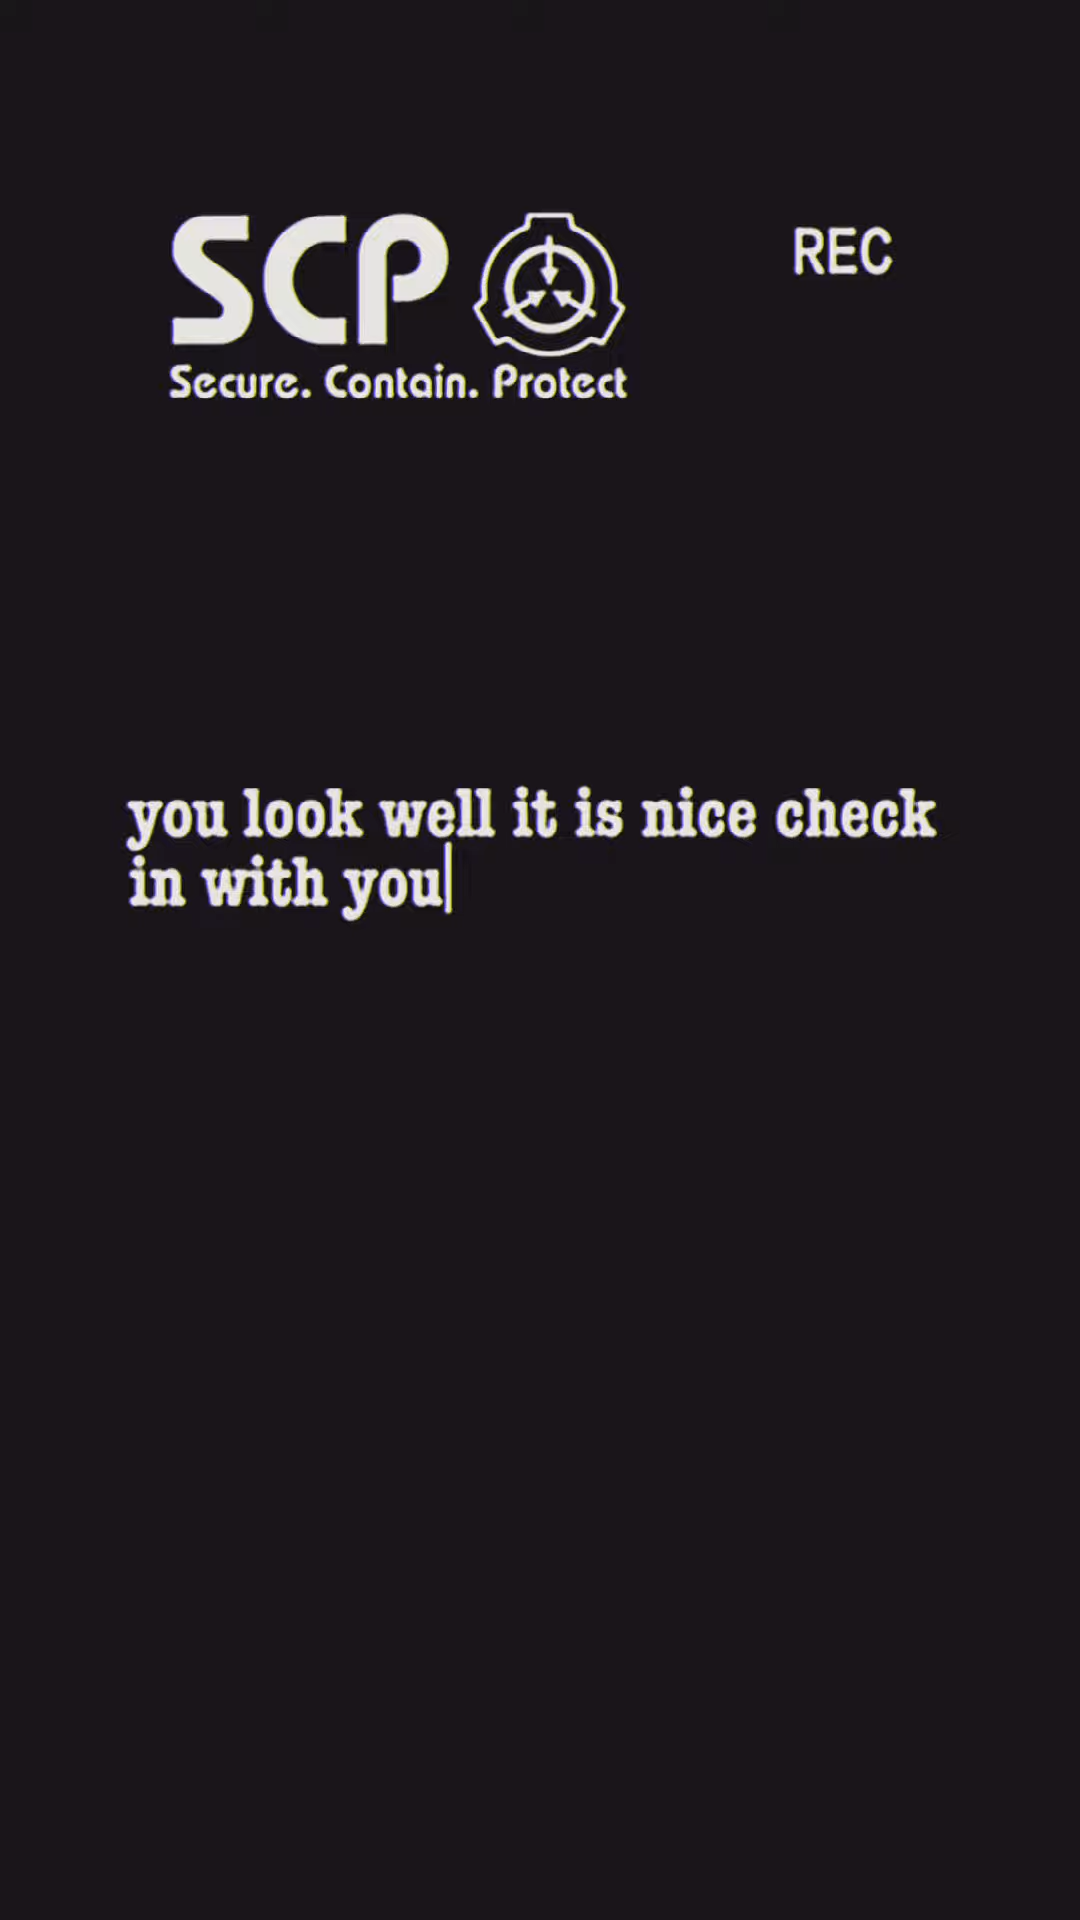 SCP
REC
Secure. Contain. Protect
you look well it is nice check
in with you